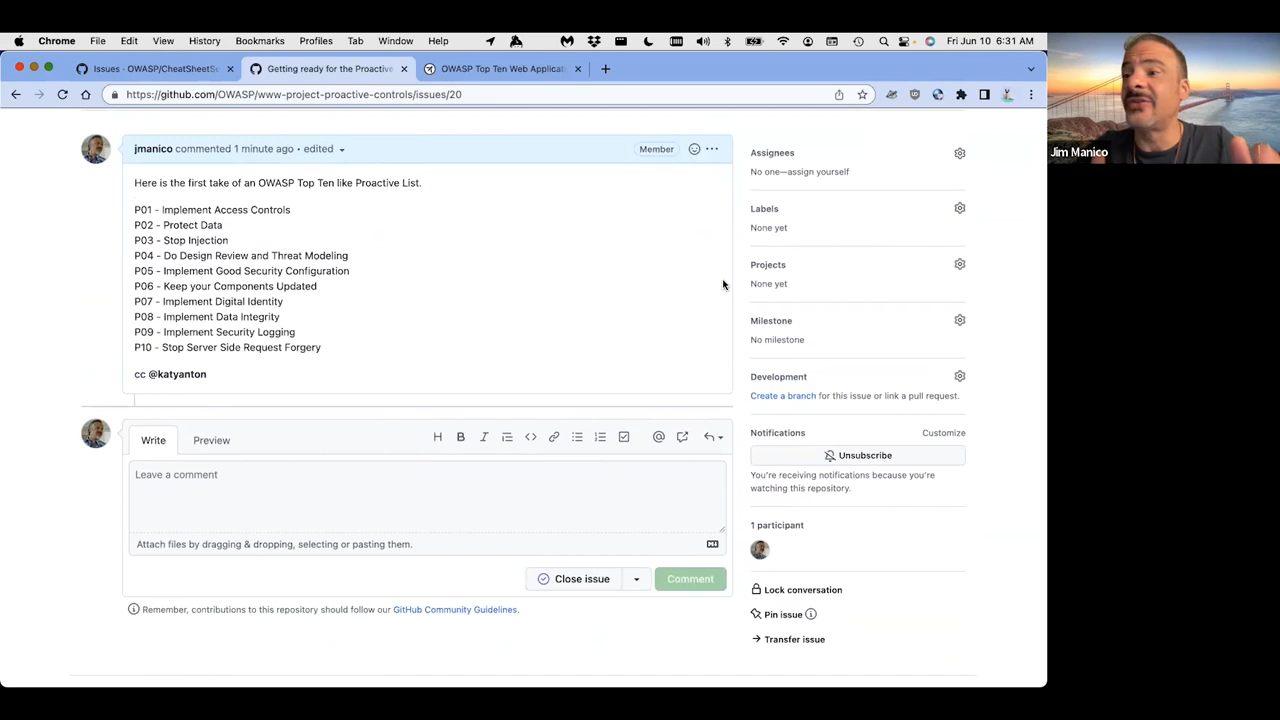 Chrome File Edit View History Bookmarks Profiles Tab Window Help Fri Jun 10 6:31 AM
Issues · OWASP/CheatSheetSe
Getting ready for the Proactive
OWASP Top Ten Web Applicati
https://github.com/OWASP/www-project-proactive-controls/issues/20
Jim Manico
jmanico commented 1 minute ago • edited
Member
Here is the first take of an OWASP Top Ten like Proactive List.
P01 - Implement Access Controls
P02 - Protect Data
P03 - Stop Injection
P04 - Do Design Review and Threat Modeling
P05 - Implement Good Security Configuration
P06 - Keep your Components Updated
P07 - Implement Digital Identity
P08 - Implement Data Integrity
P09 - Implement Security Logging
P10 - Stop Server Side Request Forgery
cc @katyanton
Write Preview
Leave a comment
Attach files by dragging & dropping, selecting or pasting them.
Close issue
Comment
Remember, contributions to this repository should follow our GitHub Community Guidelines.
Assignees
No one—assign yourself
Labels
None yet
Projects
None yet
Milestone
No milestone
Development
Create a branch for this issue or link a pull request.
Notifications Customize
Unsubscribe
You're receiving notifications because you're
watching this repository.
1 participant
Lock conversation
Pin issue
Transfer issue